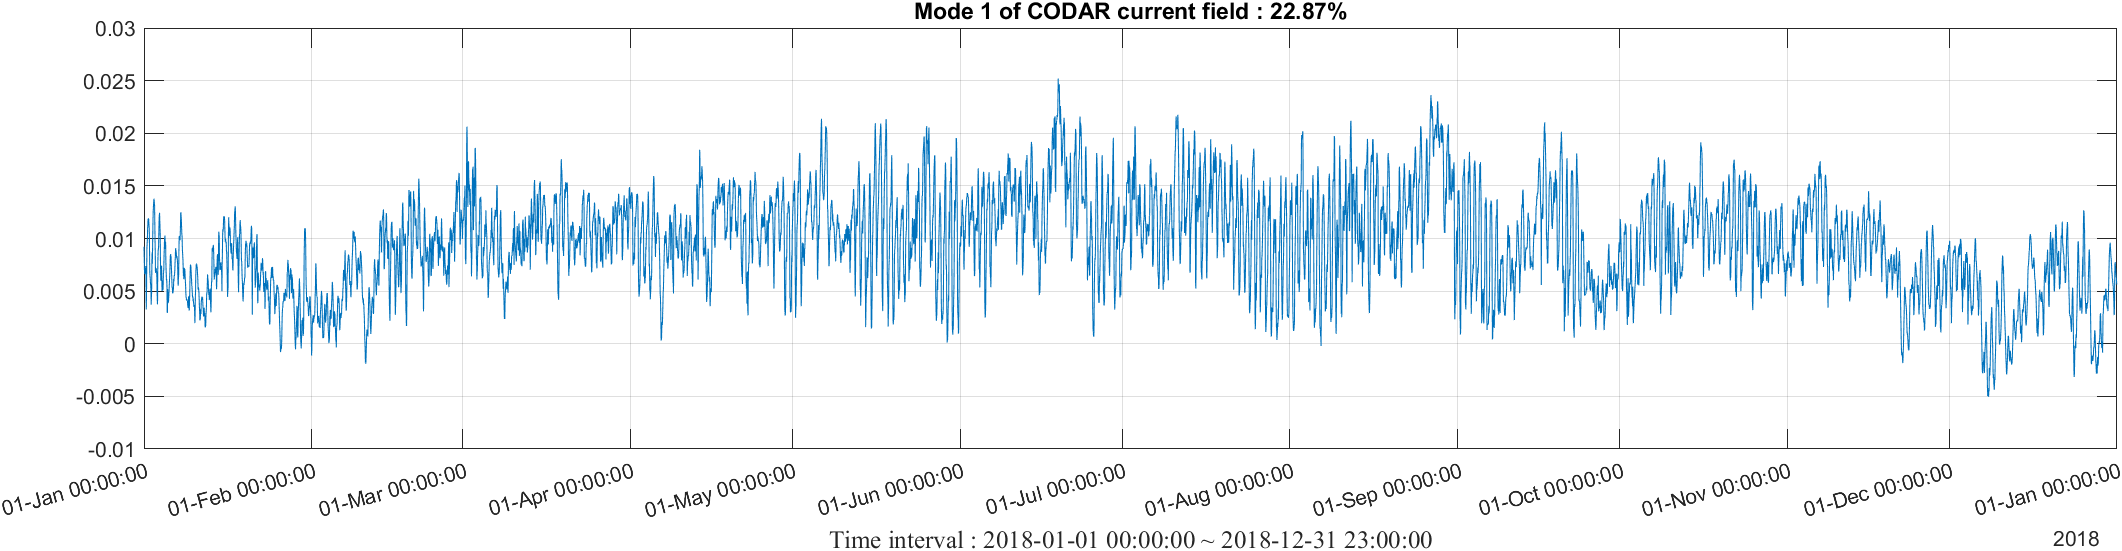 Mode 1 of CODAR current field : 22.87%
0.03
0.025
0.02
0.015
0.01
0.005
0
-0.005
-0.01
01-Jan 00:00:00
01-Feb 00:00:00
01-Mar 00:00:00
01-Apr 00:00:00
01-May 00:00:00
01-Jun 00:00:00
01-Jul 00:00:00
01-Aug 00:00:00
01-Sep 00:00:00
01-Oct 00:00:00
01-Nov 00:00:00
01-Dec 00:00:00
01-Jan 00:00:00
Time interval : 2018-01-01 00:00:00 ~ 2018-12-31 23:00:00
2018